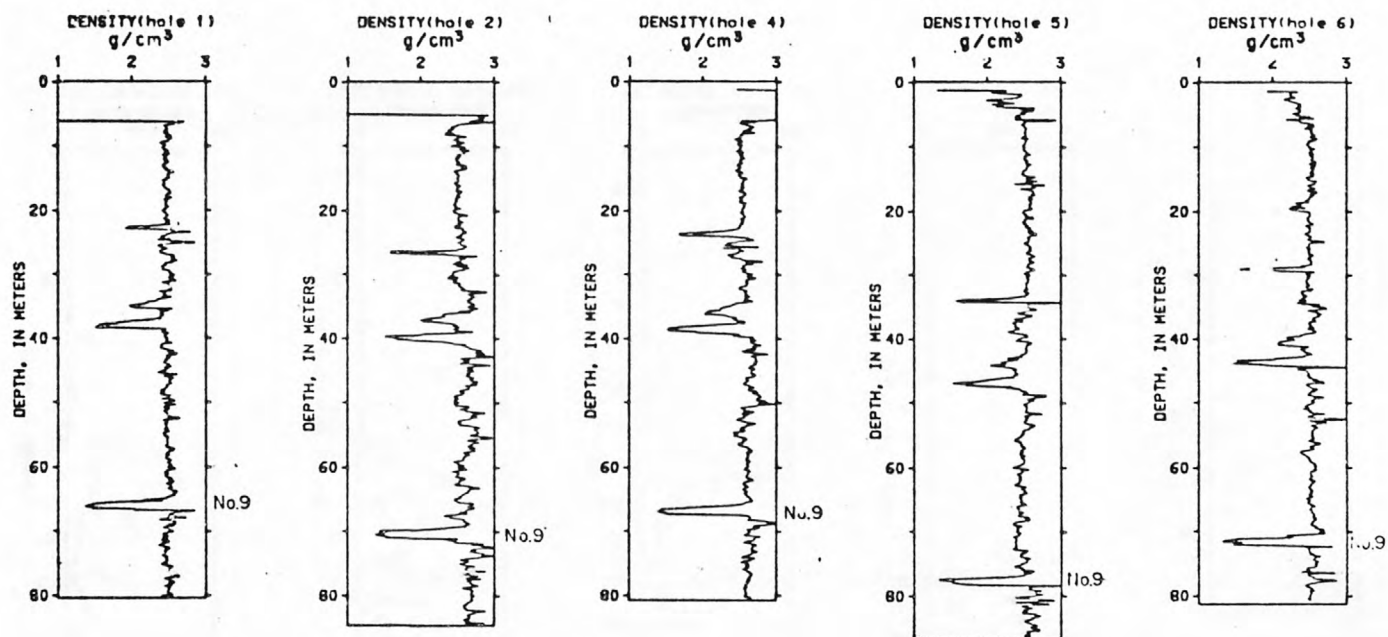 DENSITY(hole 1)
g/cm³
1 2 3
0
20
40
60
80
DEPTH, IN METERS
No.9
DENSITY(hole 2)
g/cm³
1 2 3
0
20
40
60
80
DEPTH, IN METERS
No.9
DENSITY(hole 4)
g/cm³
1 2 3
0
20
40
60
80
DEPTH, IN METERS
No.9
DENSITY(hole 5)
g/cm³
1 2 3
0
20
40
60
80
DEPTH, IN METERS
No.9
DENSITY(hole 6)
g/cm³
1 2 3
0
20
40
60
80
DEPTH, IN METERS
No.9